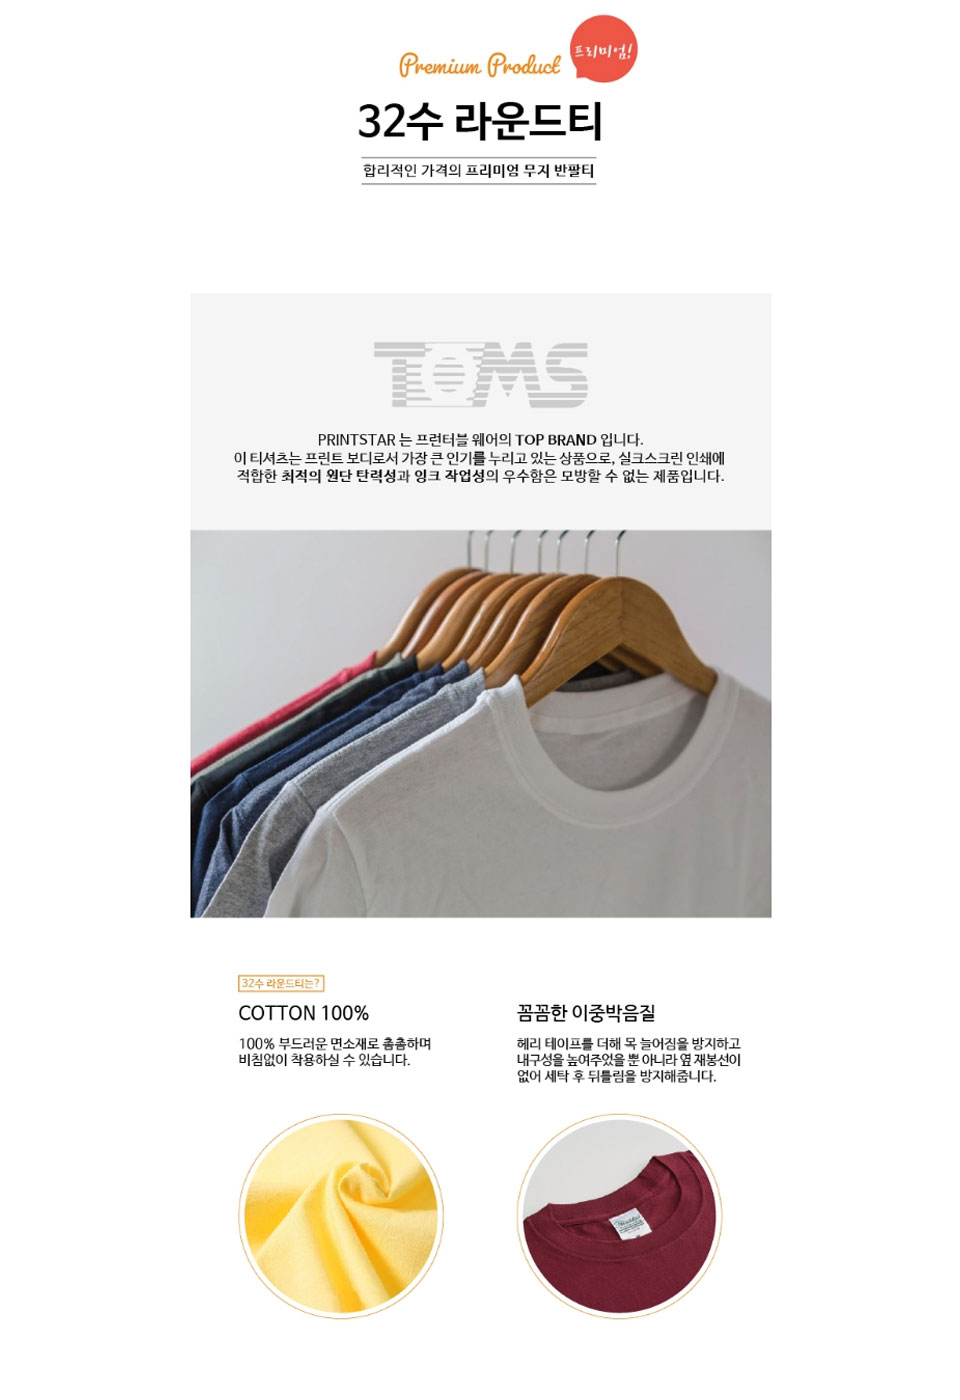 Premium Product
프리미엄!
32수 라운드티
합리적인 가격의 프리미엄 무지 반팔티
TOMS
PRINTSTAR 는 프런터블 웨어의 TOP BRAND 입니다.
이 티셔츠는 프린트 보디로서 가장 큰 인기를 누리고 있는 상품으로, 실크스크린 인쇄에
적합한 최적의 원단 탄력성과 잉크 작업성의 우수함은 모방할 수 없는 제품입니다.
32수 라운드티는?
COTTON 100%
100% 부드러운 면소재로 촘촘하며
비침없이 착용하실 수 있습니다.
꼼꼼한 이중박음질
헤리 테이프를 더해 목 늘어짐을 방지하고
내구성을 높여주었을 뿐 아니라 옆 재봉선이
없어 세탁 후 뒤틀림을 방지해줍니다.